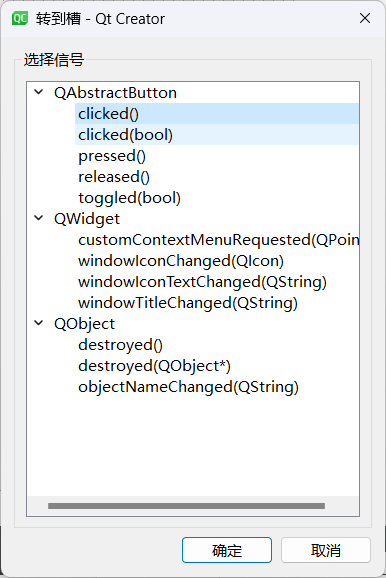 QC 转到槽 - Qt Creator
选择信号
QAbstractButton
clicked()
clicked(bool)
pressed()
released()
toggled(bool)
QWidget
customContextMenuRequested(QPoin
windowIconChanged(QIcon)
windowIconTextChanged(QString)
windowTitleChanged(QString)
QObject
destroyed()
destroyed(QObject*)
objectNameChanged(QString)
确定 取消